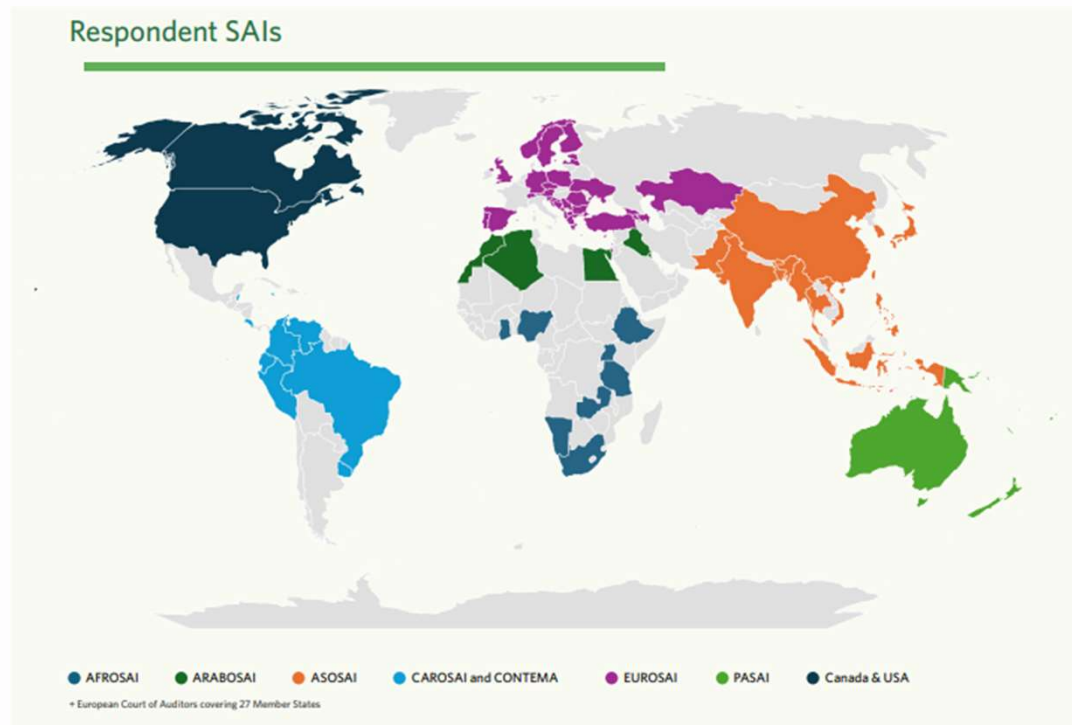 Respondent SAIs
AFROSAI ARABOSAI ASOSAI CAROSAI and CONTEMA EUROSAI PASAI Canada & USA
+ European Court of Auditors covering 27 Member States